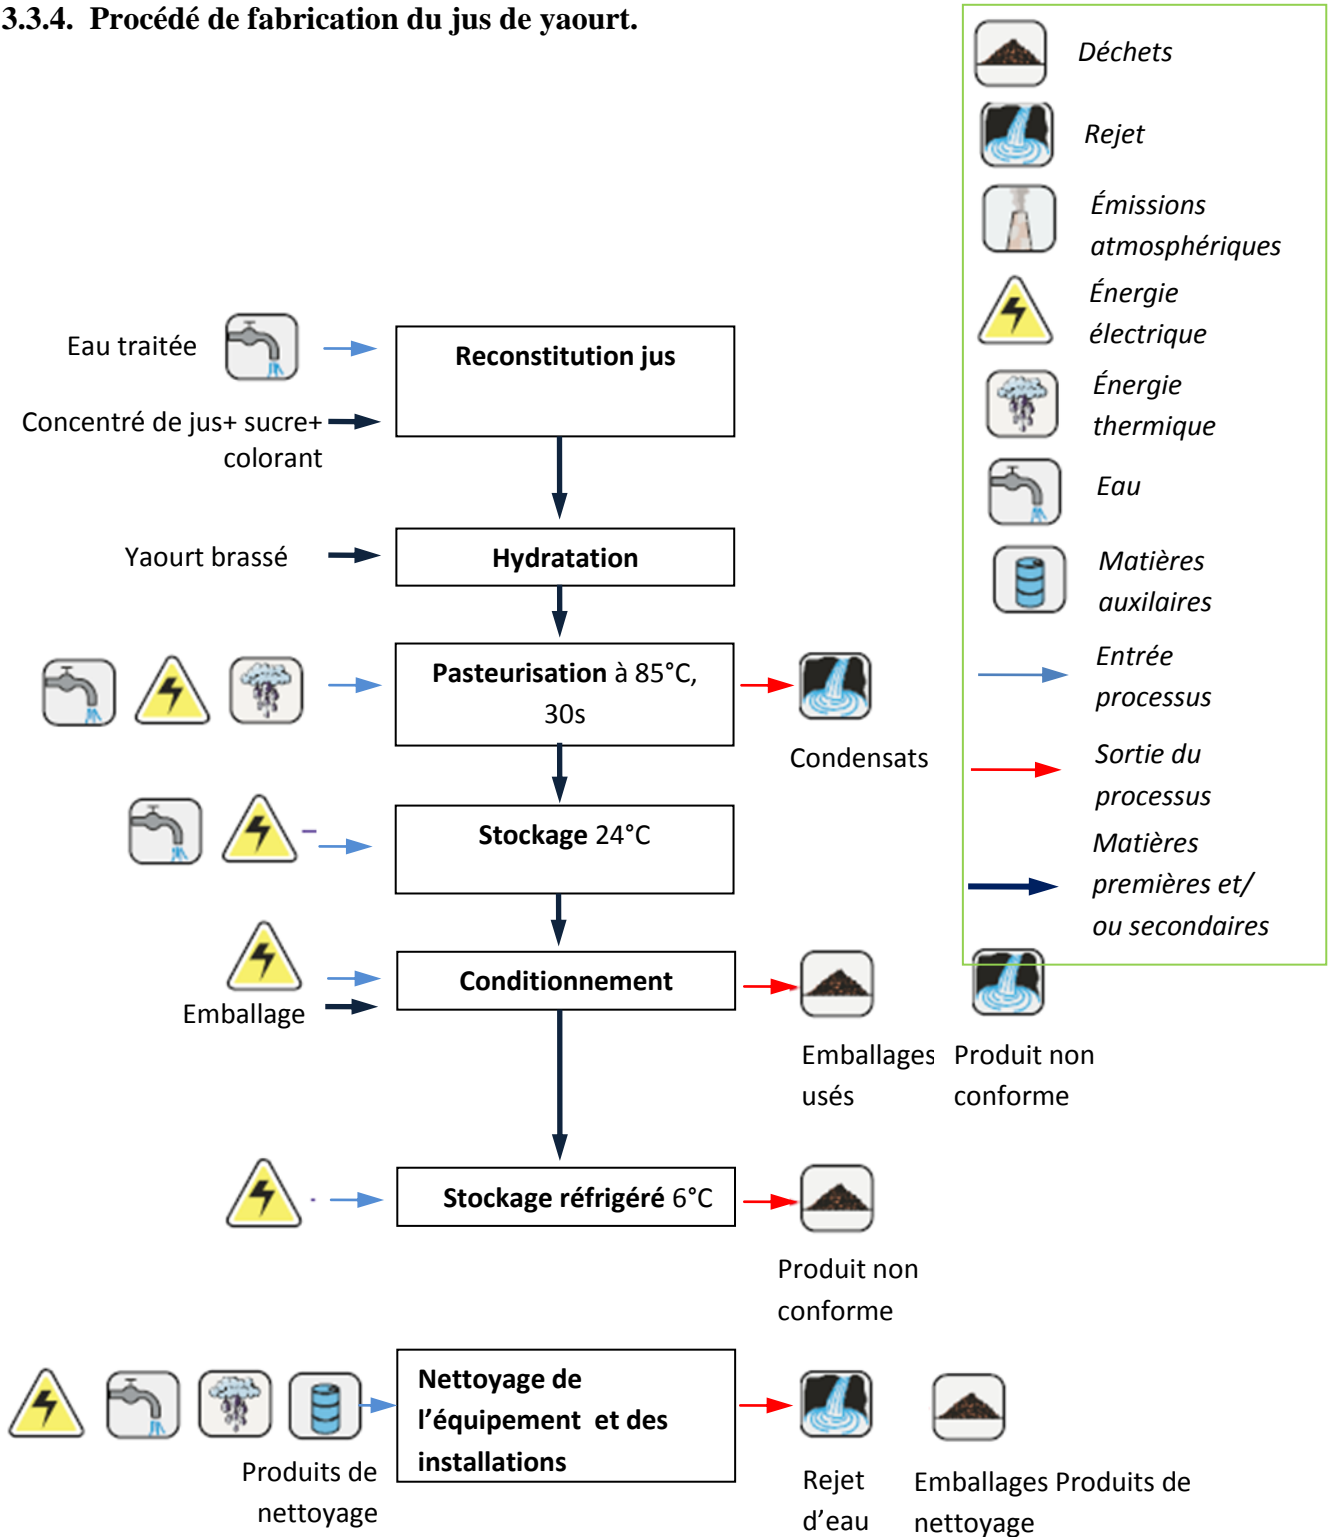 3.3.4. Procédé de fabrication du jus de yaourt.
Déchets
Rejet
Émissions
atmosphériques
Énergie
électrique
Énergie
thermique
Eau
Matières
auxilaires
Entrée
processus
Sortie du
processus
Matières
premières et/
ou secondaires
Eau traitée
Reconstitution jus
Concentré de jus+ sucre+
colorant
Yaourt brassé
Hydratation
Pasteurisation à 85°C,
30s
Condensats
Stockage 24°C
Conditionnement
Emballage
Emballages
usés
Produit non
conforme
Stockage réfrigéré 6°C
Produit non
conforme
Nettoyage de
l'équipement et des
installations
Produits de
nettoyage
Rejet
d'eau
Emballages Produits de
nettoyage